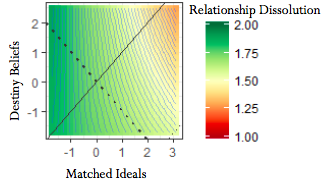 Relationship Dissolution
2.00
1.75
1.50
1.25
1.00
Destiny Beliefs
2
1
0
-1
-1 0 1 2 3
Matched Ideals